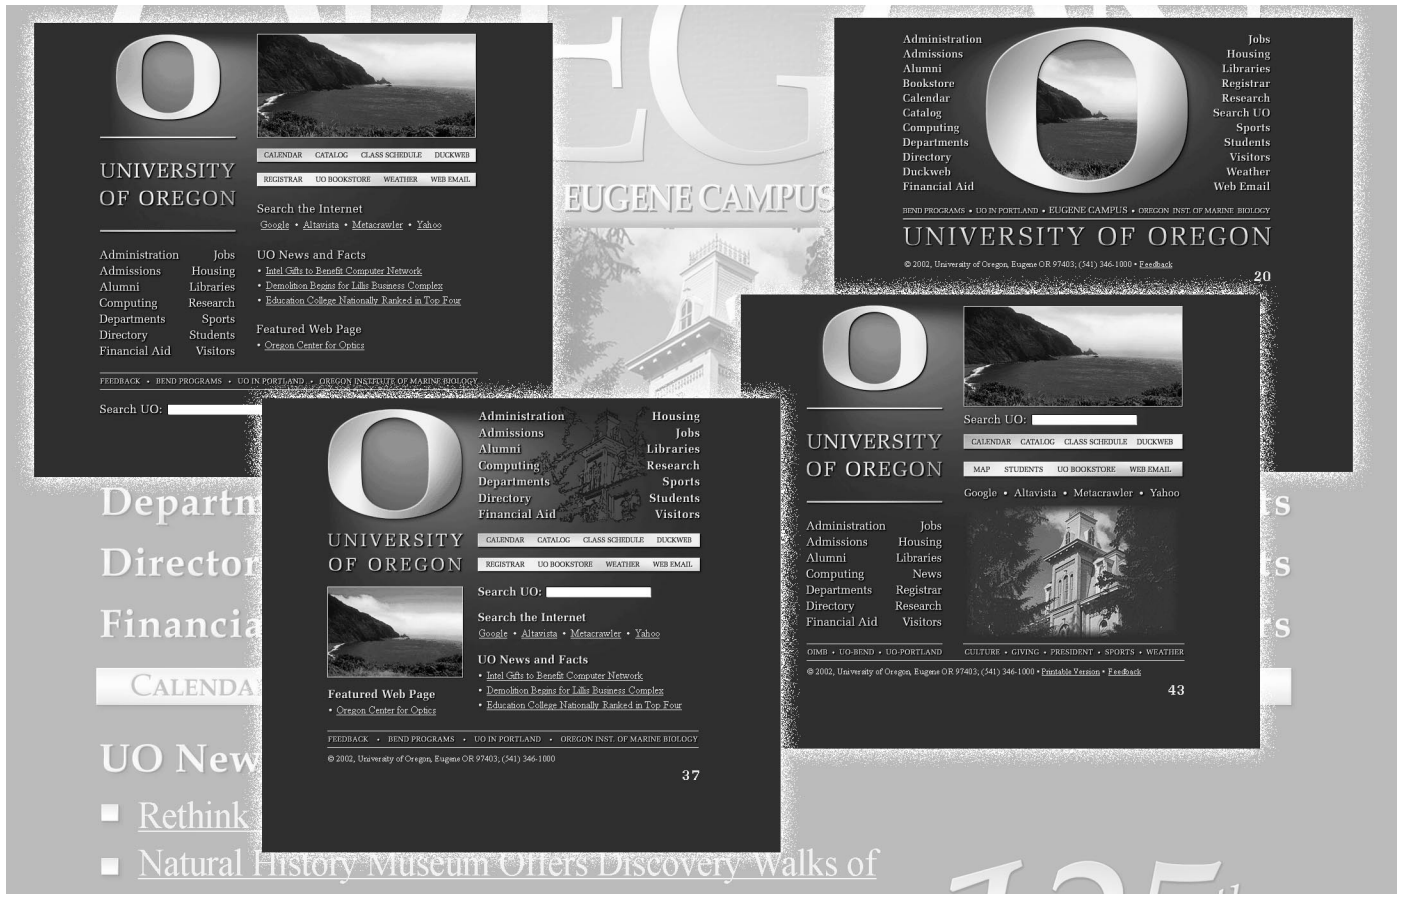 EG
EUGENE CAMPUS
O
UNIVERSITY
OF OREGON
CALENDAR CATALOG CLASS SCHEDULE DUCKWEB
REGISTRAR UO BOOKSTORE WEATHER WEB EMAIL
Search the Internet
Google • Altavista • Metacrawler • Yahoo
UO News and Facts
• Intel Gifts to Benefit Computer Network
• Demolition Begins for Lillis Business Complex
• Education College Nationally Ranked in Top Four
Featured Web Page
• Oregon Center for Optics
Administration Jobs
Admissions Housing
Alumni Libraries
Computing Research
Departments Sports
Directory Students
Financial Aid Visitors
FEEDBACK • BEND PROGRAMS • UO IN PORTLAND • OREGON INSTITUTE OF MARINE BIOLOGY
Search UO:
O
Administration Jobs
Admissions Housing
Alumni Libraries
Bookstore Registrar
Calendar Research
Catalog Search UO
Computing Sports
Departments Students
Directory Visitors
Duckweb Weather
Financial Aid Web Email
BEND PROGRAMS • UO IN PORTLAND • EUGENE CAMPUS • OREGON INST. OF MARINE BIOLOGY
UNIVERSITY OF OREGON
© 2002, University of Oregon, Eugene OR 97403; (541) 346-1000 • Feedback
20
O
UNIVERSITY
OF OREGON
Administration Housing
Admissions Jobs
Alumni Libraries
Computing Research
Departments Sports
Directory Students
Financial Aid Visitors
CALENDAR CATALOG CLASS SCHEDULE DUCKWEB
REGISTRAR UO BOOKSTORE WEATHER WEB EMAIL
Search UO:
Search the Internet
Google • Altavista • Metacrawler • Yahoo
UO News and Facts
• Intel Gifts to Benefit Computer Network
• Demolition Begins for Lillis Business Complex
• Education College Nationally Ranked in Top Four
Featured Web Page
• Oregon Center for Optics
FEEDBACK • BEND PROGRAMS • UO IN PORTLAND • OREGON INST. OF MARINE BIOLOGY
© 2002, University of Oregon, Eugene OR 97403; (541) 346-1000
37
O
UNIVERSITY
OF OREGON
Search UO:
CALENDAR CATALOG CLASS SCHEDULE DUCKWEB
MAP STUDENTS UO BOOKSTORE WEB EMAIL
Google • Altavista • Metacrawler • Yahoo
Administration Jobs
Admissions Housing
Alumni Libraries
Computing News
Departments Registrar
Directory Research
Financial Aid Visitors
OIMB • UO-BEND • UO-PORTLAND CULTURE • GIVING • PRESIDENT • SPORTS • WEATHER
© 2002, University of Oregon, Eugene OR 97403; (541) 346-1000 • Printable Version • Feedback
43
Departm
Director
Financia
CALENDA
UO New
Rethink
Natural History Museum Offers Discovery Walks of
125th